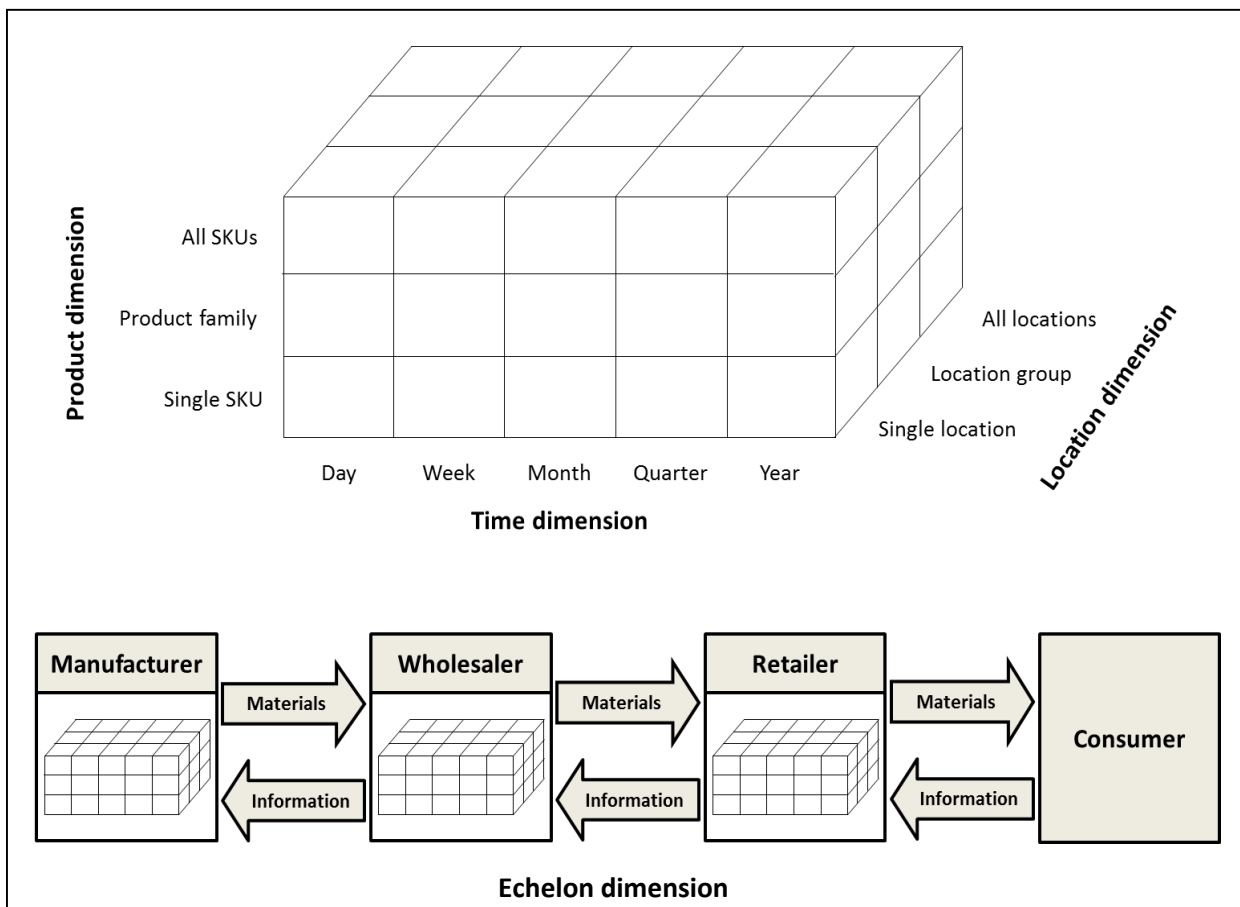 Product dimension
All SKUs
Product family
Single SKU
Day Week Month Quarter Year
Time dimension
All locations
Location group
Single location
Location dimension
Manufacturer
Materials
Information
Wholesaler
Materials
Information
Retailer
Materials
Information
Consumer
Echelon dimension